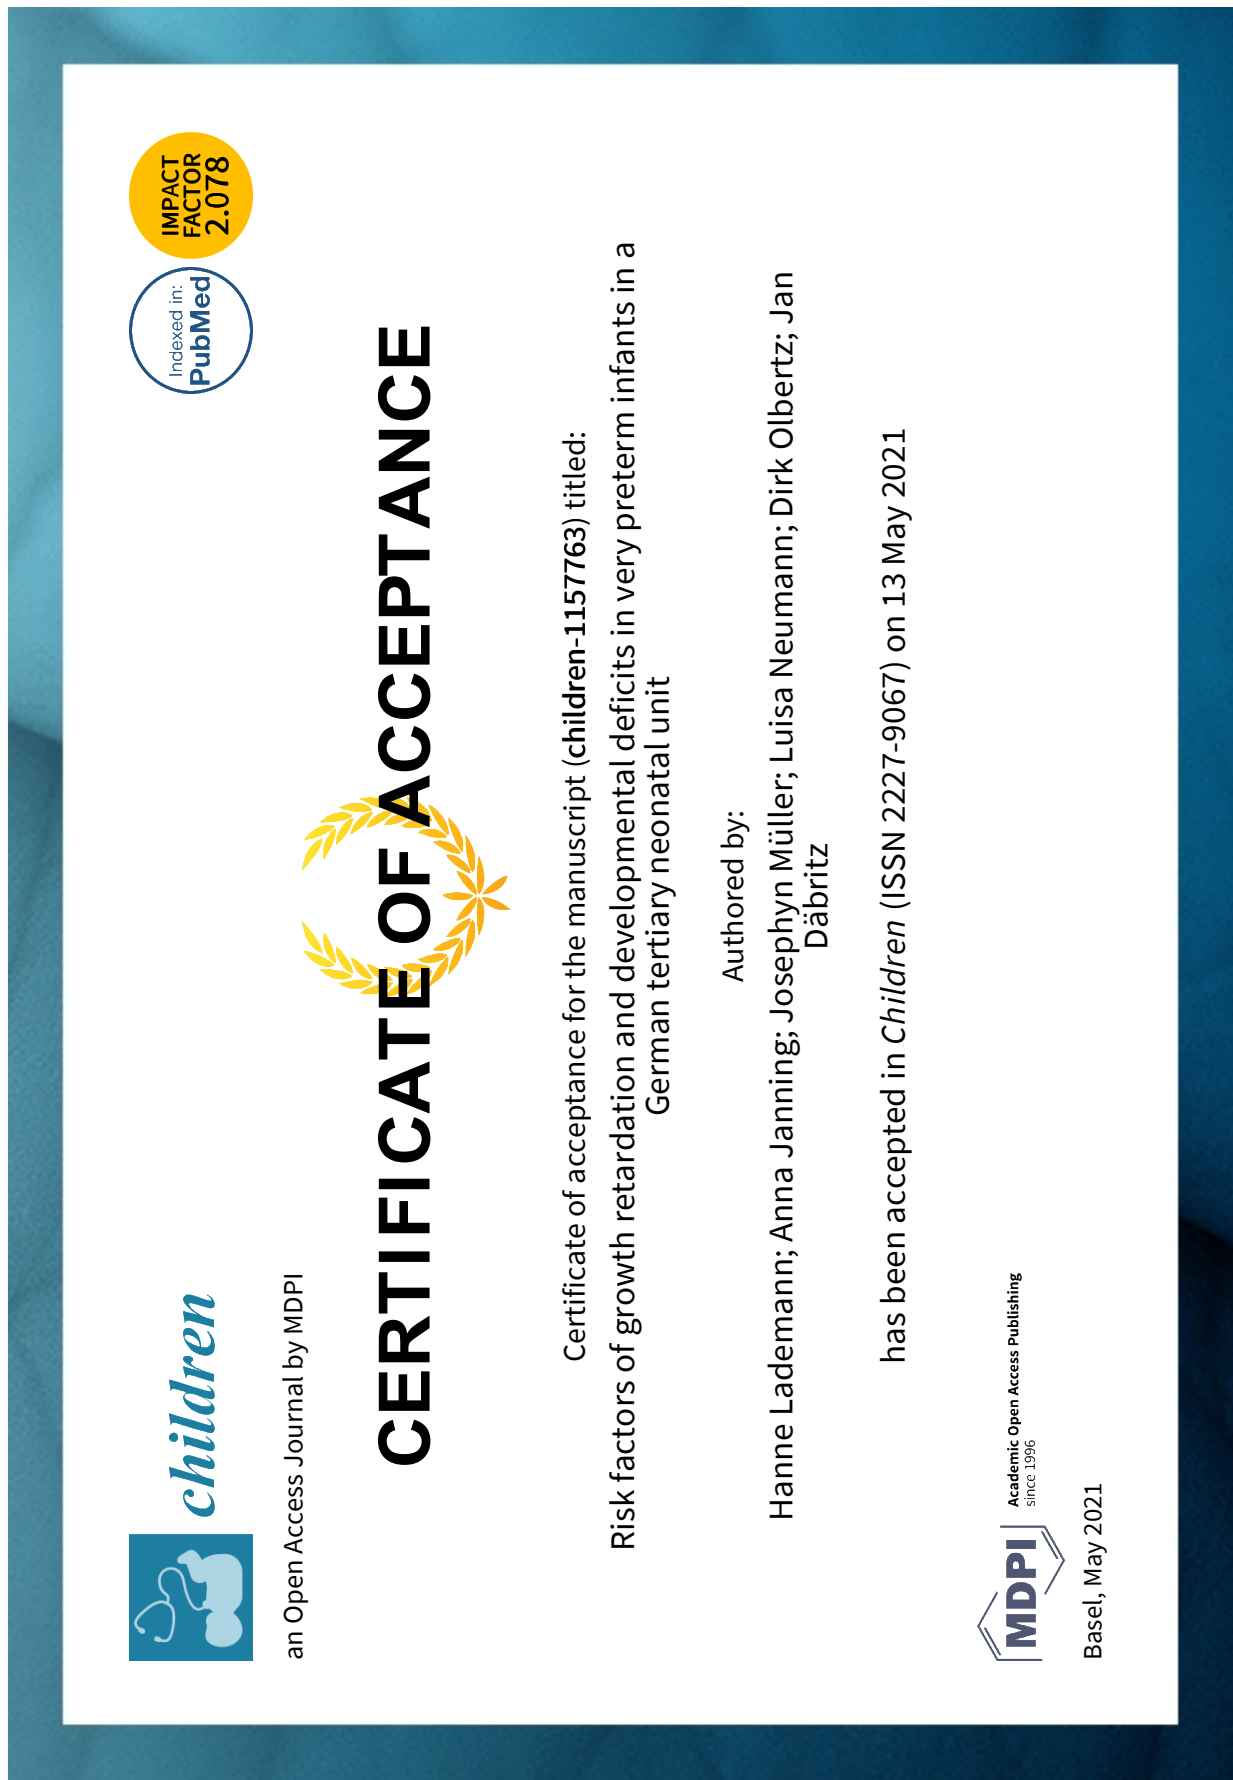 children
Indexed in:
PubMed
IMPACT
FACTOR
2.078
an Open Access Journal by MDPI
CERTIFICATE OF ACCEPTANCE
Certificate of acceptance for the manuscript (children-1157763) titled:
Risk factors of growth retardation and developmental deficits in very preterm infants in a
German tertiary neonatal unit
Authored by:
Hanne Lademann; Anna Janning; Josephyn Müller; Luisa Neumann; Dirk Olbertz; Jan
Däbritz
has been accepted in Children (ISSN 2227-9067) on 13 May 2021
MDPI
Academic Open Access Publishing
since 1996
Basel, May 2021